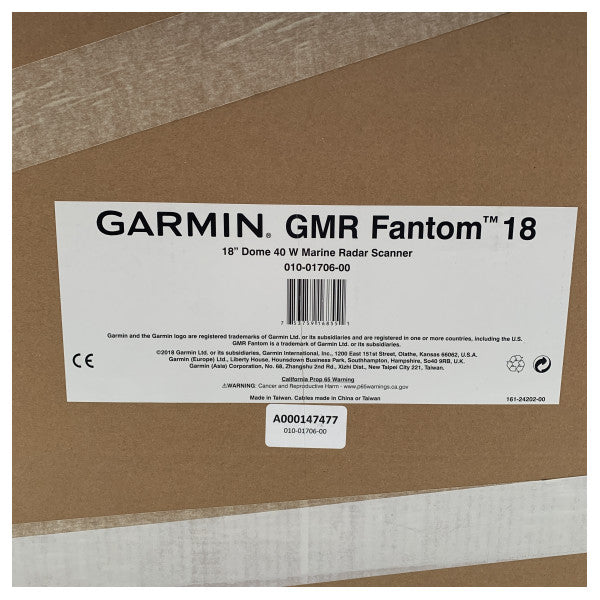 GARMIN® GMR Fantom™ 18
18" Dome 40 W Marine Radar Scanner
010-01706-00
7 53759 16855 1
Garmin and the Garmin logo are registered trademarks of Garmin Ltd. or its subsidiaries and are registered in one or more countries, including the U.S.
GMR Fantom is a trademark of Garmin Ltd. or its subsidiaries.
©2018 Garmin Ltd. or its subsidiaries. Garmin International, Inc., 1200 East 151st Street, Olathe, Kansas 66062, U.S.A.
Garmin (Europe) Ltd., Liberty House, Hounsdown Business Park, Southampton, Hampshire, So40 9RB, U.K.
Garmin (Asia) Corporation, No. 68, Zhangshu 2nd Rd., Xizhi Dist., New Taipei City 221, Taiwan.
CE
California Prop 65 Warning
⚠WARNING: Cancer and Reproductive Harm - www.p65warnings.ca.gov
Made in Taiwan. Cables made in China or Taiwan
161-24202-00
A000147477
010-01706-00